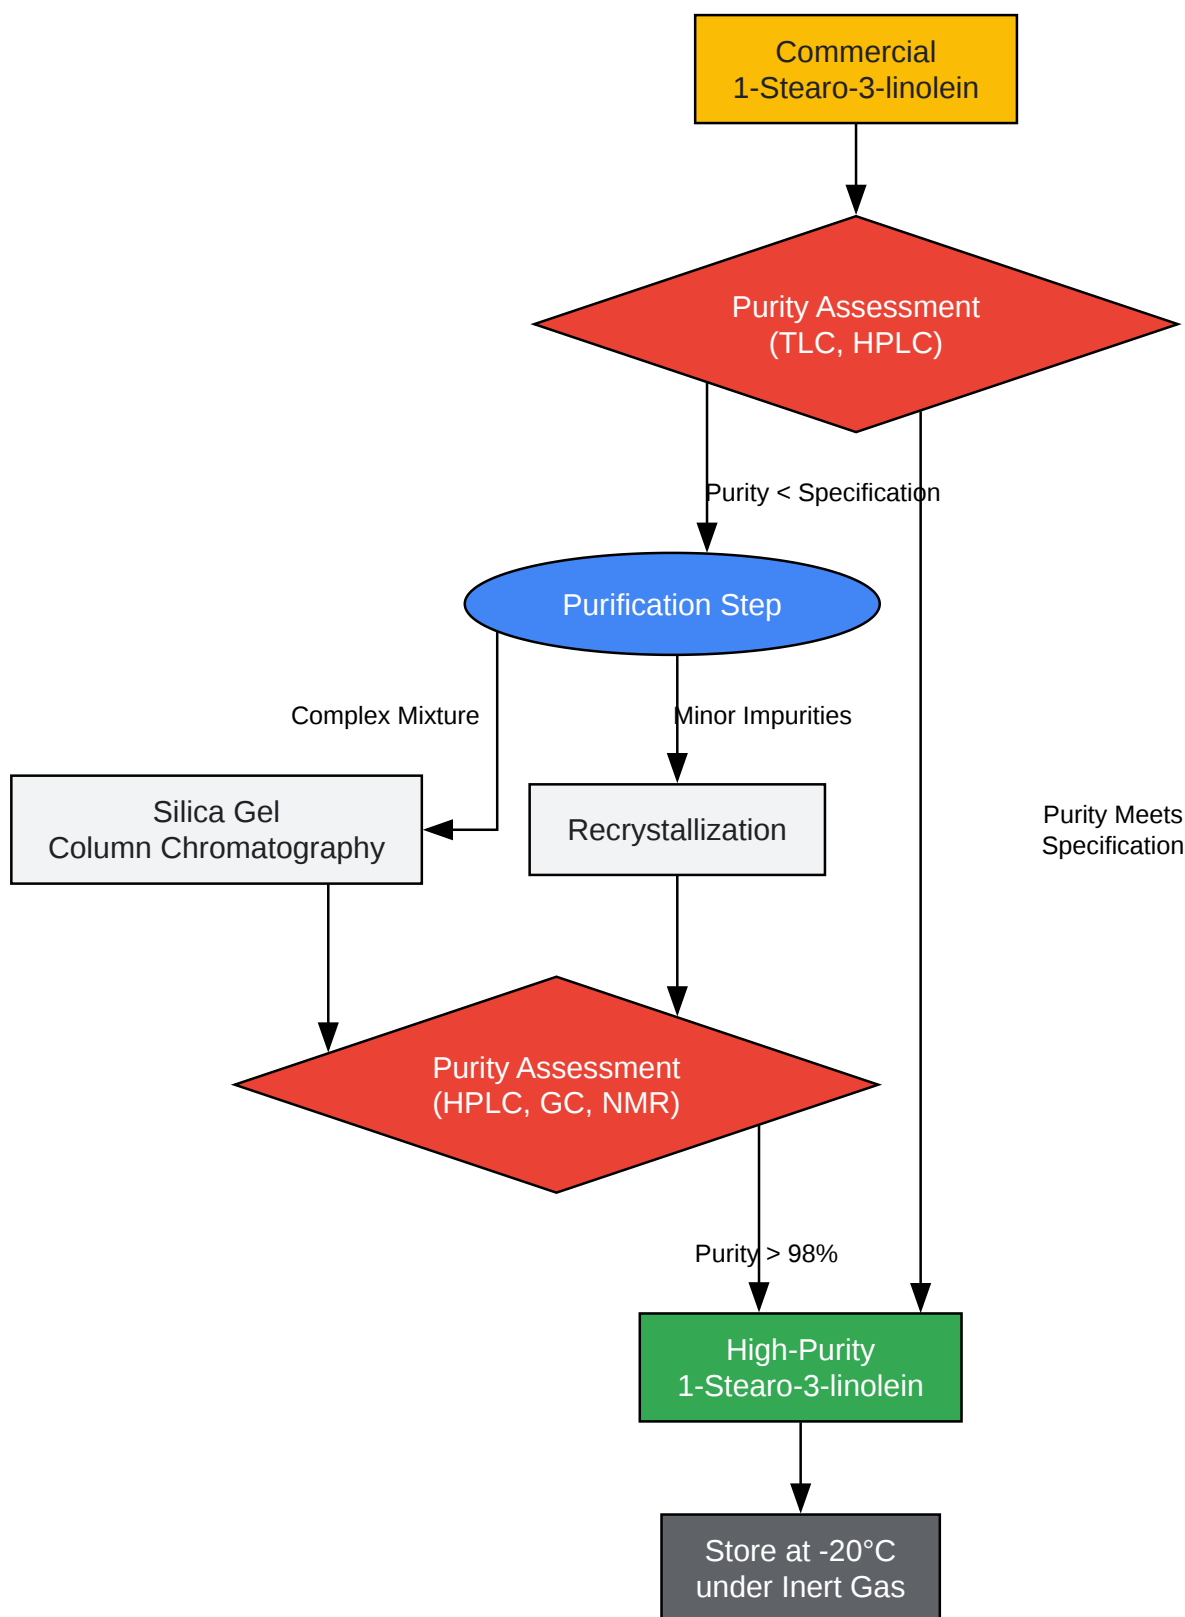 Commercial
1-Stearo-3-linolein
Purity Assessment
(TLC, HPLC)
Purity < Specification
Purification Step
Complex Mixture
Minor Impurities
Silica Gel
Column Chromatography
Recrystallization
Purity Meets
Specification
Purity Assessment
(HPLC, GC, NMR)
Purity > 98%
High-Purity
1-Stearo-3-linolein
Store at -20°C
under Inert Gas